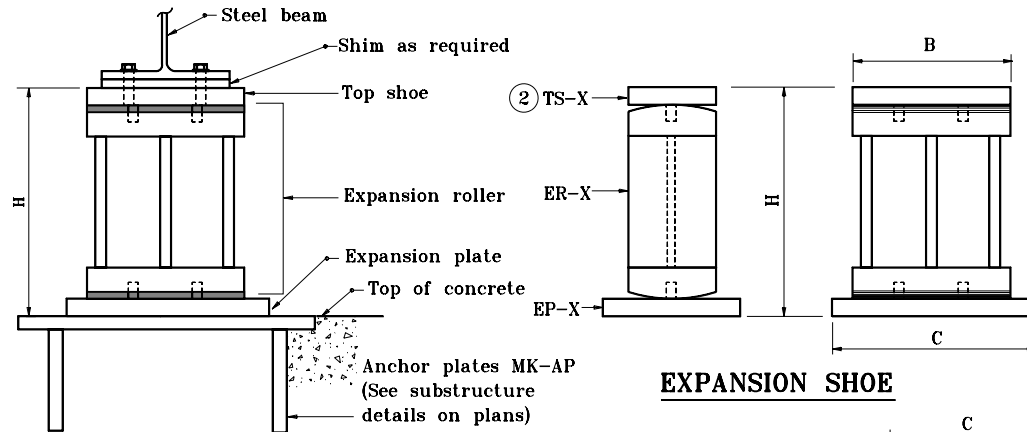 Steel beam
Shim as required
Top shoe
H
Expansion roller
Expansion plate
Top of concrete
Anchor plates MK-AP
(See substructure
details on plans)
2 TS-X
ER-X
EP-X
H
B
C
EXPANSION SHOE
C